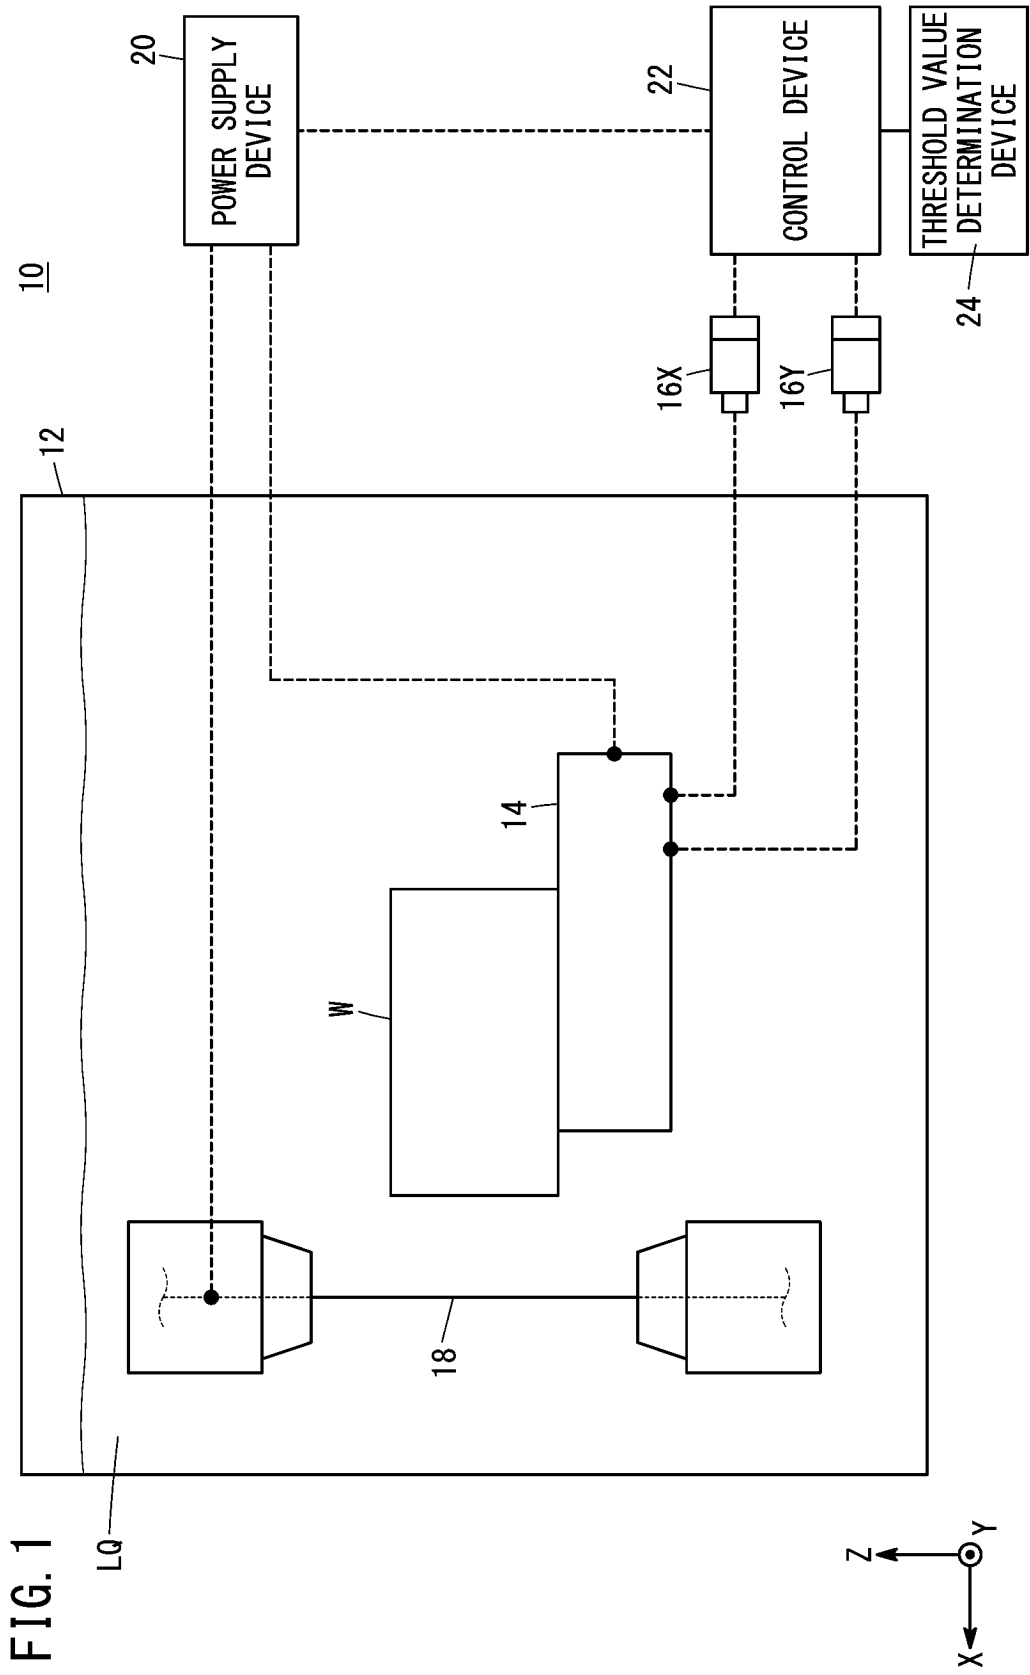 FIG. 1
10
12
20
POWER SUPPLY
DEVICE
LQ
W
14
18
16X
16Y
22
CONTROL DEVICE
24
THRESHOLD VALUE
DETERMINATION
DEVICE
Z
X
Y